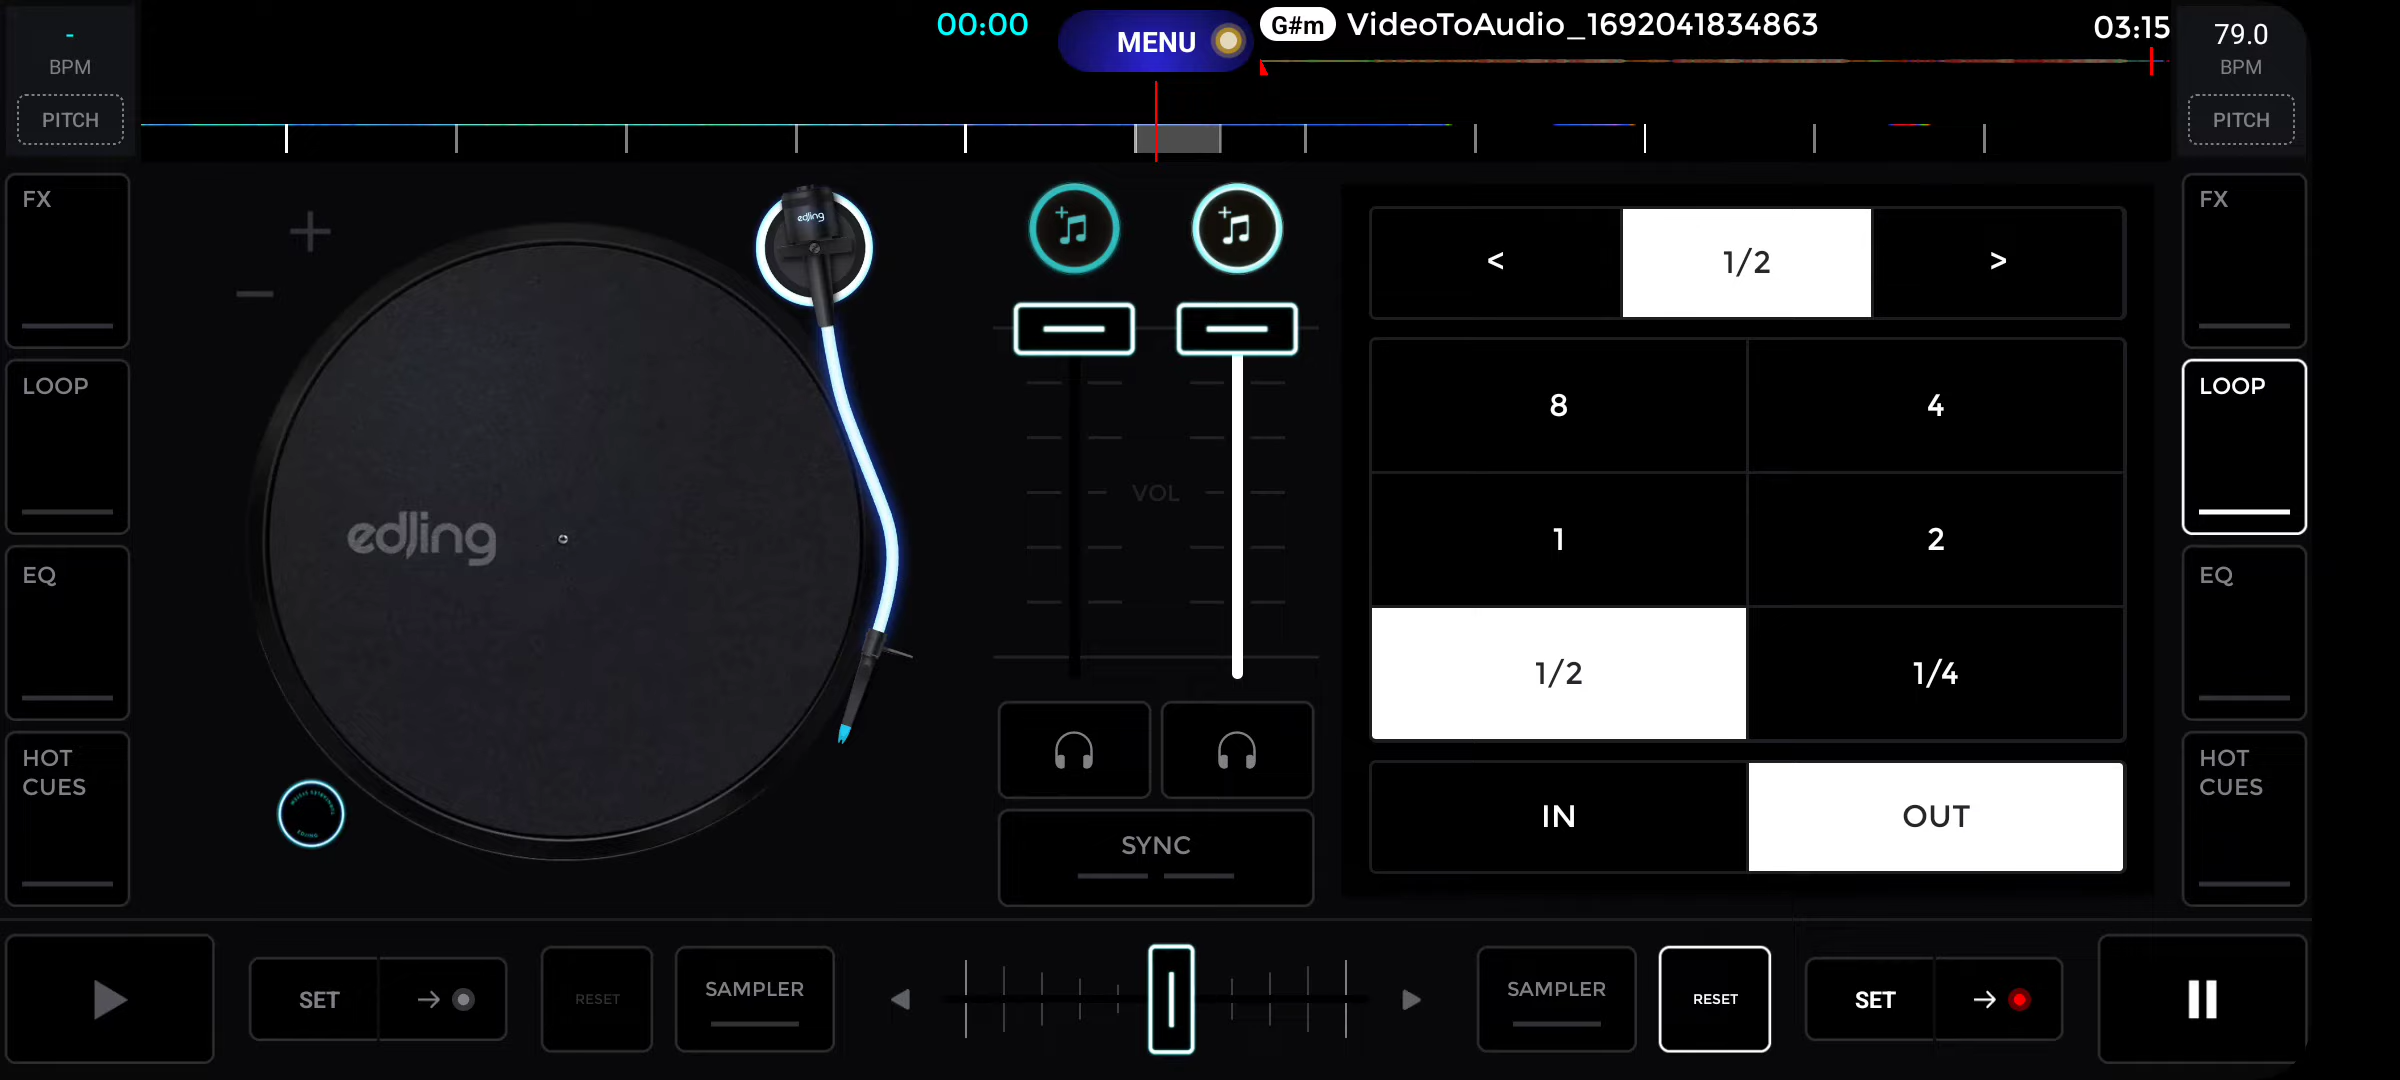 -
BPM
PITCH
00:00
MENU
G#m VideoToAudio_1692041834863
03:15
79.0
BPM
PITCH
FX
LOOP
EQ
HOT
CUES
edjing
edjing
EDJING
VOL
SYNC
< 1/2 >
8 4
1 2
1/2 1/4
IN OUT
FX
LOOP
EQ
HOT
CUES
SET
RESET
SAMPLER
SAMPLER
RESET
SET